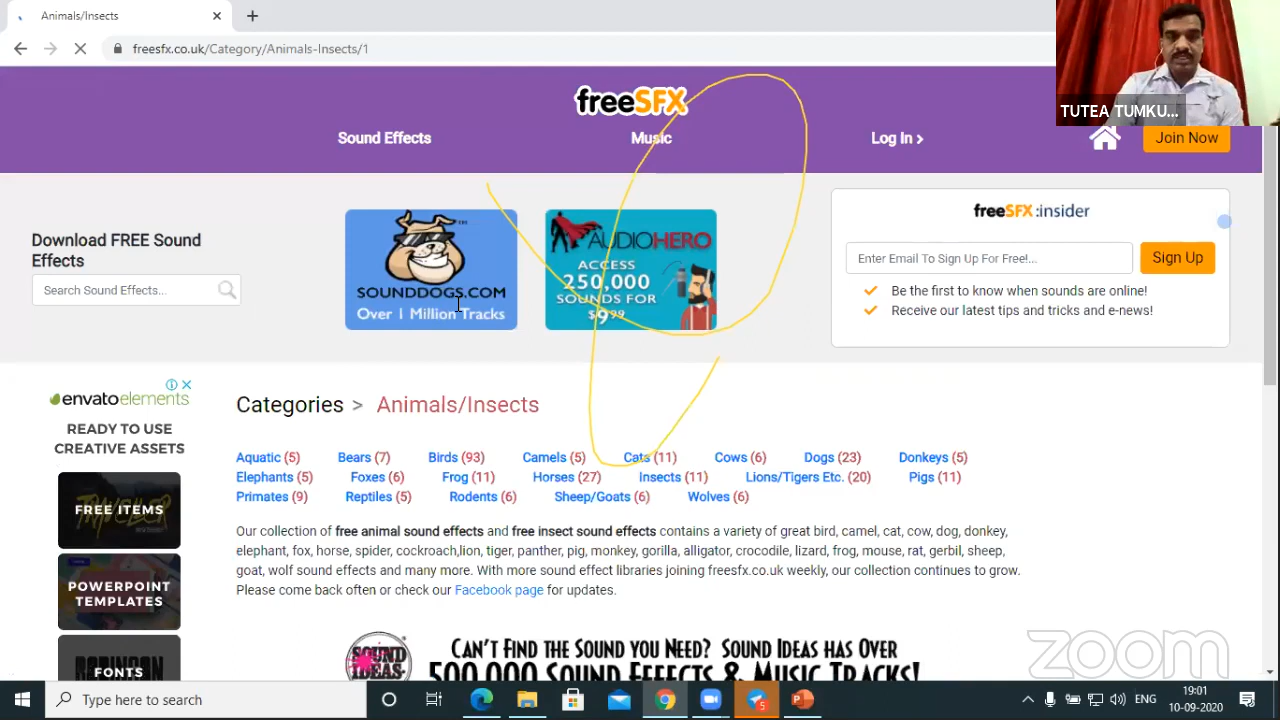 Animals/Insects
freesfx.co.uk/Category/Animals-Insects/1
TUTEA TUMKU...
freeSFX
Sound Effects
Music
Log In >
Join Now
Download FREE Sound Effects
Search Sound Effects...
SOUNDDOGS.COM
Over 1 Million Tracks
AUDIOHERO
ACCESS
250,000
SOUNDS FOR
$9.99
freeSFX :insider
Enter Email To Sign Up For Free!...
Sign Up
Be the first to know when sounds are online!
Receive our latest tips and tricks and e-news!
envatoelements
READY TO USE
CREATIVE ASSETS
FREE ITEMS
POWERPOINT
TEMPLATES
FONTS
Categories > Animals/Insects
Aquatic (5) Bears (7) Birds (93) Camels (5) Cats (11) Cows (6) Dogs (23) Donkeys (5)
Elephants (5) Foxes (6) Frog (11) Horses (27) Insects (11) Lions/Tigers Etc. (20) Pigs (11)
Primates (9) Reptiles (5) Rodents (6) Sheep/Goats (6) Wolves (6)
Our collection of free animal sound effects and free insect sound effects contains a variety of great bird, camel, cat, cow, dog, donkey,
elephant, fox, horse, spider, cockroach,lion, tiger, panther, pig, monkey, gorilla, alligator, crocodile, lizard, frog, mouse, rat, gerbil, sheep,
goat, wolf sound effects and many more. With more sound effect libraries joining freesfx.co.uk weekly, our collection continues to grow.
Please come back often or check our Facebook page for updates.
SOUND IDEAS
CAN'T FIND THE SOUND YOU NEED? SOUND IDEAS HAS OVER
500,000 SOUND EFFECTS & MUSIC TRACKS!
zoom
Type here to search
ENG
19:01
10-09-2020